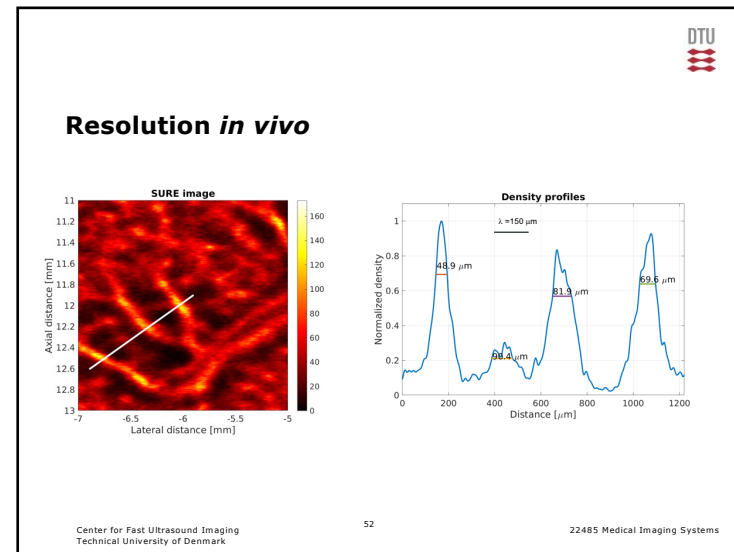 DTU
Resolution in vivo
SURE image
11
11.2
11.4
11.6
11.8
12
12.2
12.4
12.6
12.8
13
Axial distance [mm]
-7
-6.5
-6
-5.5
-5
Lateral distance [mm]
160
140
120
100
80
60
40
20
0
Density profiles
1
0.8
0.6
0.4
0.2
0
Normalized density
λ =150 μm
48.9 μm
90.4 μm
81.9 μm
69.6 μm
0
200
400
600
800
1000
1200
Distance [μm]
Center for Fast Ultrasound Imaging
Technical University of Denmark
52
22485 Medical Imaging Systems